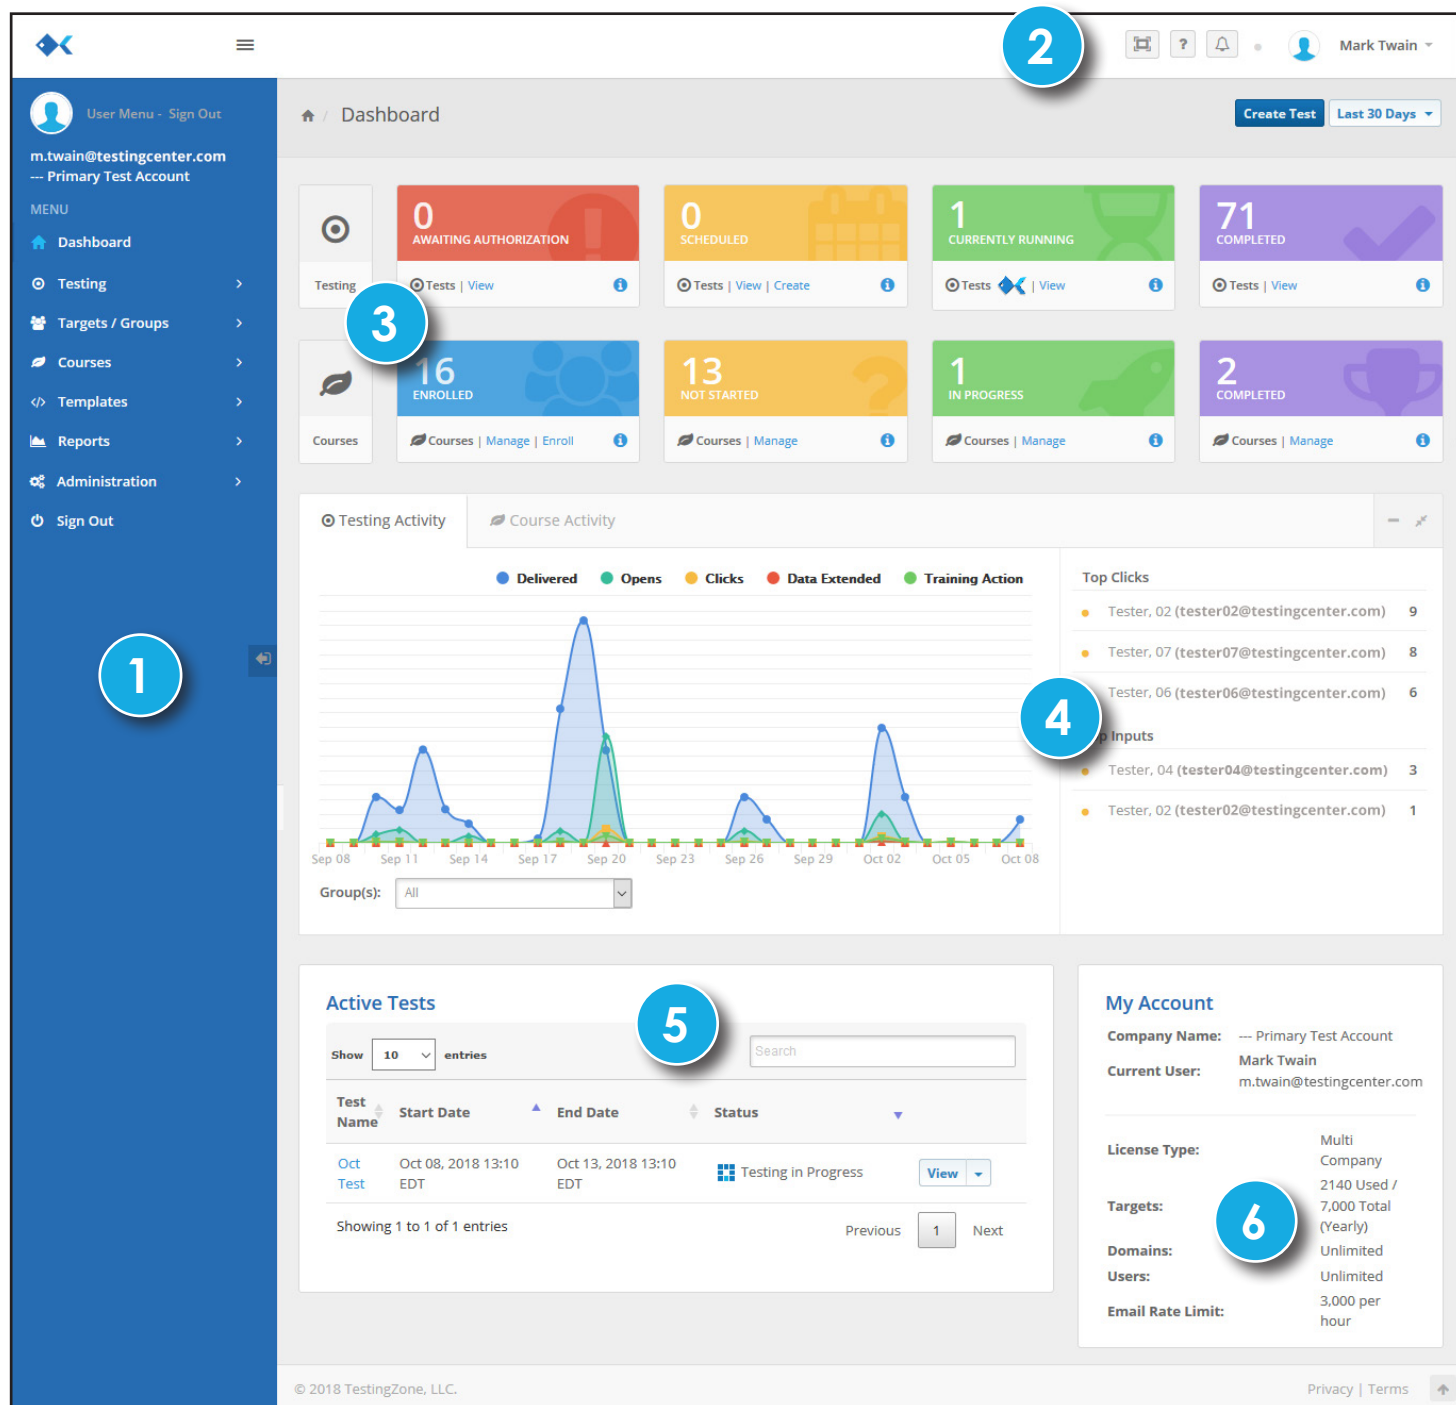 2
?
Mark Twain
User Menu - Sign Out
m.twain@testingcenter.com
--- Primary Test Account
MENU
Dashboard
Testing
Targets / Groups
Courses
</> Templates
Reports
Administration
Sign Out
1
/ Dashboard
Create Test
Last 30 Days
Testing
0
AWAITING AUTHORIZATION
Tests | View
0
SCHEDULED
Tests | View | Create
1
CURRENTLY RUNNING
Tests | View
71
COMPLETED
Tests | View
3
Courses
16
ENROLLED
Courses | Manage | Enroll
13
NOT STARTED
Courses | Manage
1
IN PROGRESS
Courses | Manage
2
COMPLETED
Courses | Manage
Testing Activity
Course Activity
Delivered Opens Clicks Data Extended Training Action
Sep 08 Sep 11 Sep 14 Sep 17 Sep 20 Sep 23 Sep 26 Sep 29 Oct 02 Oct 05 Oct 08
Group(s): All
Top Clicks
Tester, 02 (tester02@testingcenter.com) 9
Tester, 07 (tester07@testingcenter.com) 8
Tester, 06 (tester06@testingcenter.com) 6
4
Inputs
Tester, 04 (tester04@testingcenter.com) 3
Tester, 02 (tester02@testingcenter.com) 1
Active Tests
5
Show 10 entries
Search
Test Name
Start Date
End Date
Status
Oct Test
Oct 08, 2018 13:10 EDT
Oct 13, 2018 13:10 EDT
Testing in Progress
View
Showing 1 to 1 of 1 entries
Previous 1 Next
My Account
Company Name: --- Primary Test Account
Current User: Mark Twain
m.twain@testingcenter.com
License Type: Multi Company
Targets: 2140 Used / 7,000 Total (Yearly)
6
Domains: Unlimited
Users: Unlimited
Email Rate Limit: 3,000 per hour
© 2018 TestingZone, LLC.
Privacy | Terms